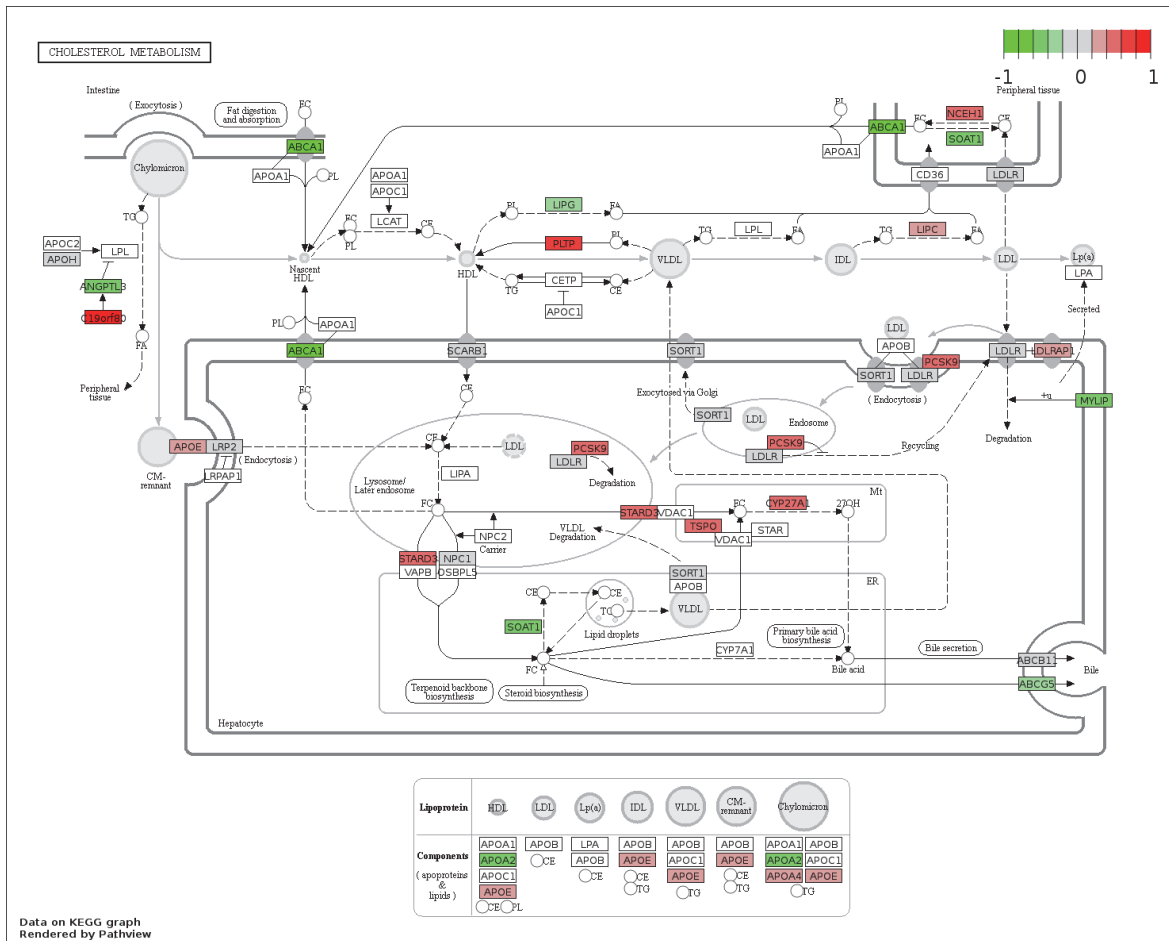 CHOLESTEROL METABOLISM
-1 0 1
Intestine
Peripheral tissue
( Exocytosis )
Fat digestion
and absorption
FC
ABCA1
APOA1
PL
Chylomicron
TG
APOC2
APOH
LPL
ANGPTL3
C19orf80
FA
Peripheral
tissue
PL
ABCA1
APOA1
FC
CE
NCEH1
SOAT1
CD36
LDLR
APOA1
APOC1
LCAT
FC
PL
CE
Nascent
HDL
HDL
PL
LIPG
FA
PLTP
PL
TG
CETP
CE
APOC1
VLDL
TG
LPL
FA
IDL
TG
LIPC
FA
LDL
Lp(a)
LPA
Secreted
PL
APOA1
ABCA1
FC
SCARB1
CE
SORT1
Exocytosed via Golgi
LDL
APOB
SORT1
LDLR
PCSK9
( Endocytosis )
LDLR
LDLRAP1
+u
MYLIP
Degradation
Recycling
SORT1
LDL
Endosome
PCSK9
LDLR
APOE
LRP2
CM-
remnant
( Endocytosis )
LRPAP1
CE
LDL
LIPA
Lysosome/
Later endosome
FC
PCSK9
LDLR
Degradation
NPC2
Carrier
STARD3
VDAC1
TSPO
VDAC1
STAR
FC
CYP27A1
27OH
Mt
VLDL
Degradation
STARD3
NPC1
VAPB
OSBPL5
SORT1
APOB
VLDL
ER
CE
CE
TG
Lipid droplets
SOAT1
FC
CYP7A1
Primary bile acid
biosynthesis
Bile acid
Bile secretion
ABCB11
ABCG5
Bile
Terpenoid backbone
biosynthesis
Steroid biosynthesis
Hepatocyte
Lipoprotein
HDL
LDL
Lp(a)
IDL
VLDL
CM-
remnant
Chylomicron
Components
( apoproteins
&
lipids )
APOA1
APOA2
APOC1
APOE
CE PL
APOB
CE
LPA
APOB
CE
APOB
APOE
CE
TG
APOB
APOC1
APOE
TG
APOB
APOE
CE
TG
APOA1 APOB
APOA2 APOC1
APOA4 APOE
TG
Data on KEGG graph
Rendered by Pathview